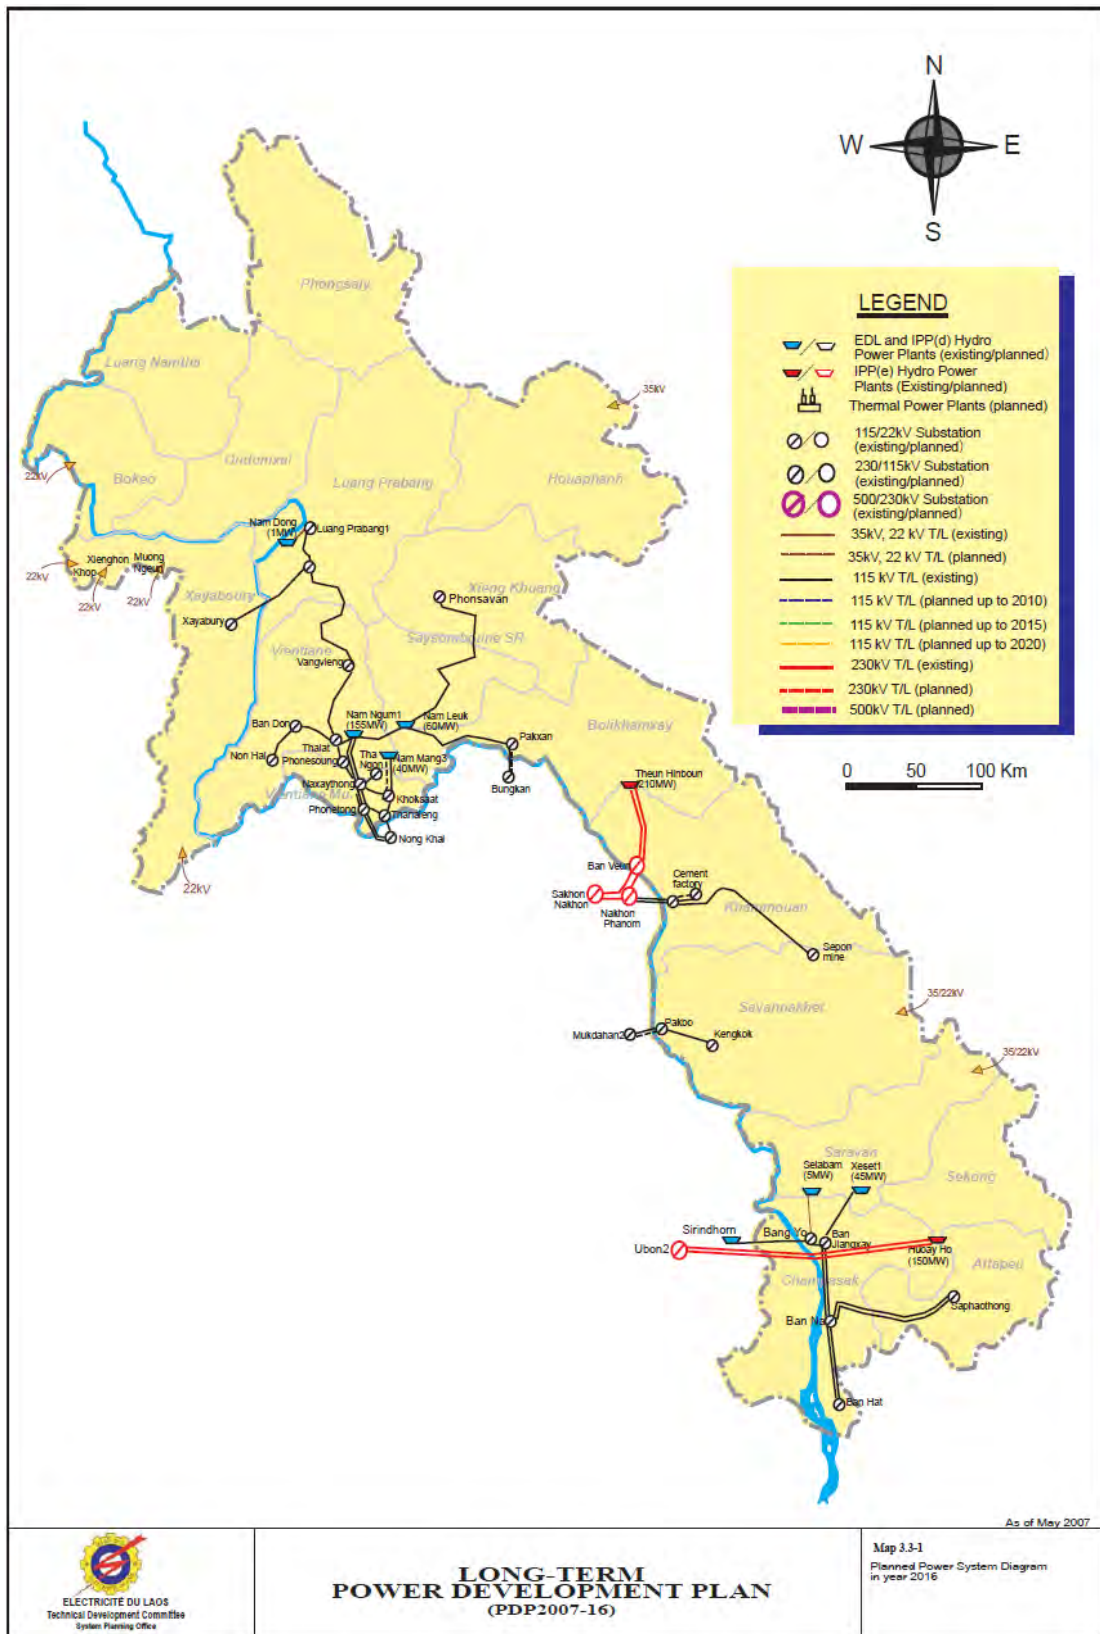 N
W
E
S
LEGEND
EDL and IPP(d) Hydro
Power Plants (existing/planned)
IPP(e) Hydro Power
Plants (Existing/planned)
Thermal Power Plants (planned)
115/22kV Substation
(existing/planned)
230/115kV Substation
(existing/planned)
500/230kV Substation
(existing/planned)
35kV, 22 kV T/L (existing)
35kV, 22 kV T/L (planned)
115 kV T/L (existing)
115 kV T/L (planned up to 2010)
115 kV T/L (planned up to 2015)
115 kV T/L (planned up to 2020)
230kV T/L (existing)
230kV T/L (planned)
500kV T/L (planned)
0 50 100 Km
Phongsaly
Luang Namtha
35kV
Oudomxai
22kV
Bokeo
Luang Prabang
Houaphanh
Nam Dong
(1MW)
Luang Prabang1
Xienghon
Muong
Ngeun
Khop
22kV
22kV
22kV
Xayaboury
Xieng Khuang
Phonsavan
Xayabury
Saysomboune SR
Vientiane
Vangvieng
Bolikhamxay
Nam Ngum1
(155MW)
Nam Leuk
(60MW)
Ban Don
Pakxan
Thalat
Non Hai
Phonesoung
Tha
Ngon
Nam Mang3
(40MW)
Bungkan
Theun Hinboun
(210MW)
Naxaythong
Vientiane Mu.
Khoksaat
Phonetong
Thanaleng
Nong Khai
22kV
Ban Veun
Cement
factory
Sakhon
Nakhon
Nakhon
Phanom
Khammouan
Sepon
mine
35/22kV
Savannakhet
Pakbo
Mukdahan2
Kengkok
35/22kV
Saravan
Selabam
(5MW)
Xeset1
(45MW)
Sekong
Sirindhorn
Bang Yo
Ban
Jiangxay
Ubon2
Huoay Ho
(150MW)
Attapeu
Champasak
Saphaothong
Ban Na
Ban Hat
As of May 2007
ELECTRICITÉ DU LAOS
Technical Development Committee
System Planning Office
LONG-TERM
POWER DEVELOPMENT PLAN
(PDP2007-16)
Map 3.3-1
Planned Power System Diagram
in year 2016